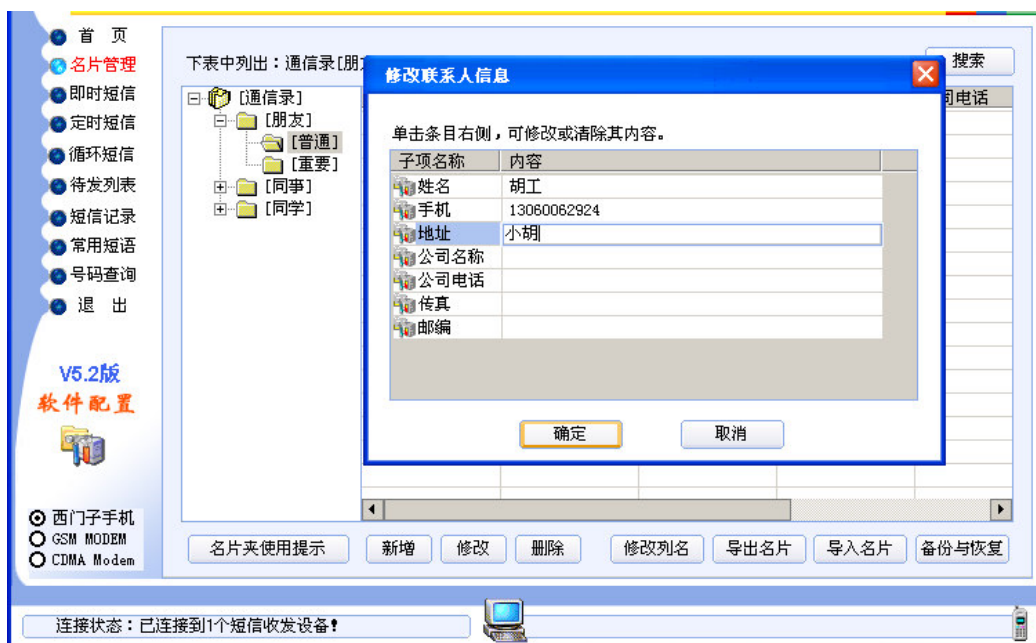 首 页
名片管理
即时短信
定时短信
循环短信
待发列表
短信记录
常用短语
号码查询
退 出
V5.2版
软件配置
西门子手机
GSM MODEM
CDMA Modem
下表中列出：通信录[朋
搜索
[通信录]
[朋友]
[普通]
[重要]
[同事]
[同学]
司电话
修改联系人信息
单击条目右侧，可修改或清除其内容。
子项名称 内容
姓名 胡工
手机 13060062924
地址 小胡
公司名称
公司电话
传真
邮编
确定 取消
名片夹使用提示 新增 修改 删除 修改列名 导出名片 导入名片 备份与恢复
连接状态：已连接到1个短信收发设备！